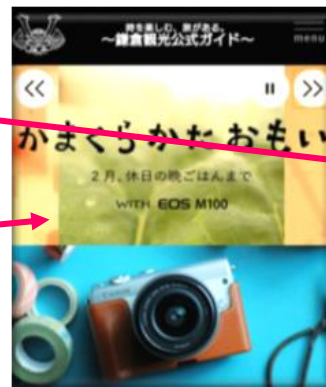 時を楽しむ、旅がある。
～鎌倉観光公式ガイド～
menu
かまくらかた おもい
2月、休日の晩ごはんまで
WITH EOS M100
Canon